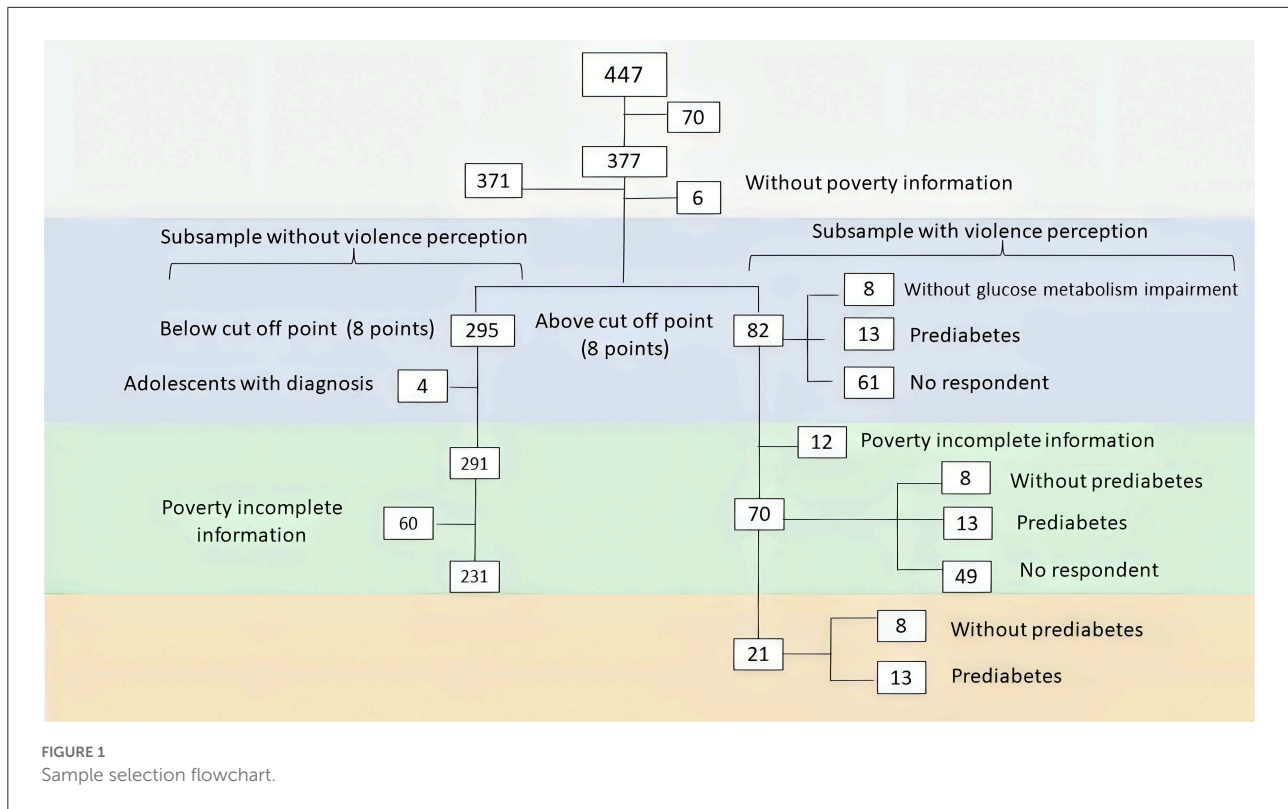 447
70
377
371
6
Without poverty information
Subsample without violence perception
Subsample with violence perception
8
Without glucose metabolism impairment
Below cut off point (8 points)
295
Above cut off point
(8 points)
82
13
Prediabetes
Adolescents with diagnosis
4
61
No respondent
12
Poverty incomplete information
291
8
Without prediabetes
Poverty incomplete
information
60
70
13
Prediabetes
231
49
No respondent
8
Without prediabetes
21
13
Prediabetes
FIGURE 1
Sample selection flowchart.